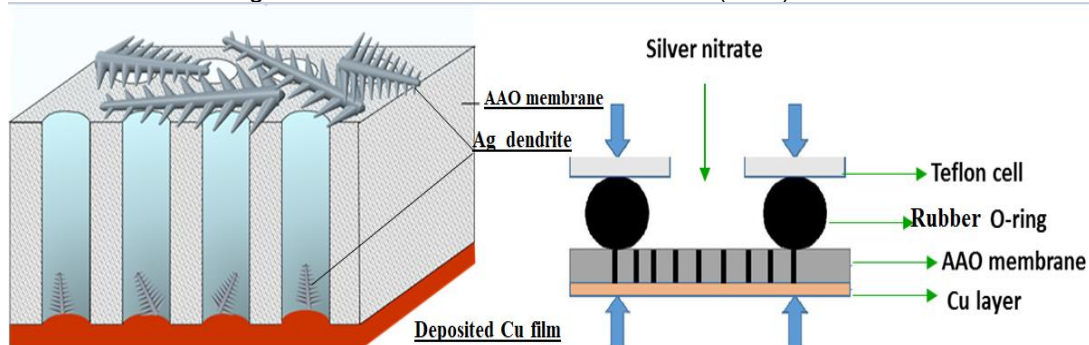 AAO membrane
Ag dendrite
Deposited Cu film
Silver nitrate
Teflon cell
Rubber O-ring
AAO membrane
Cu layer